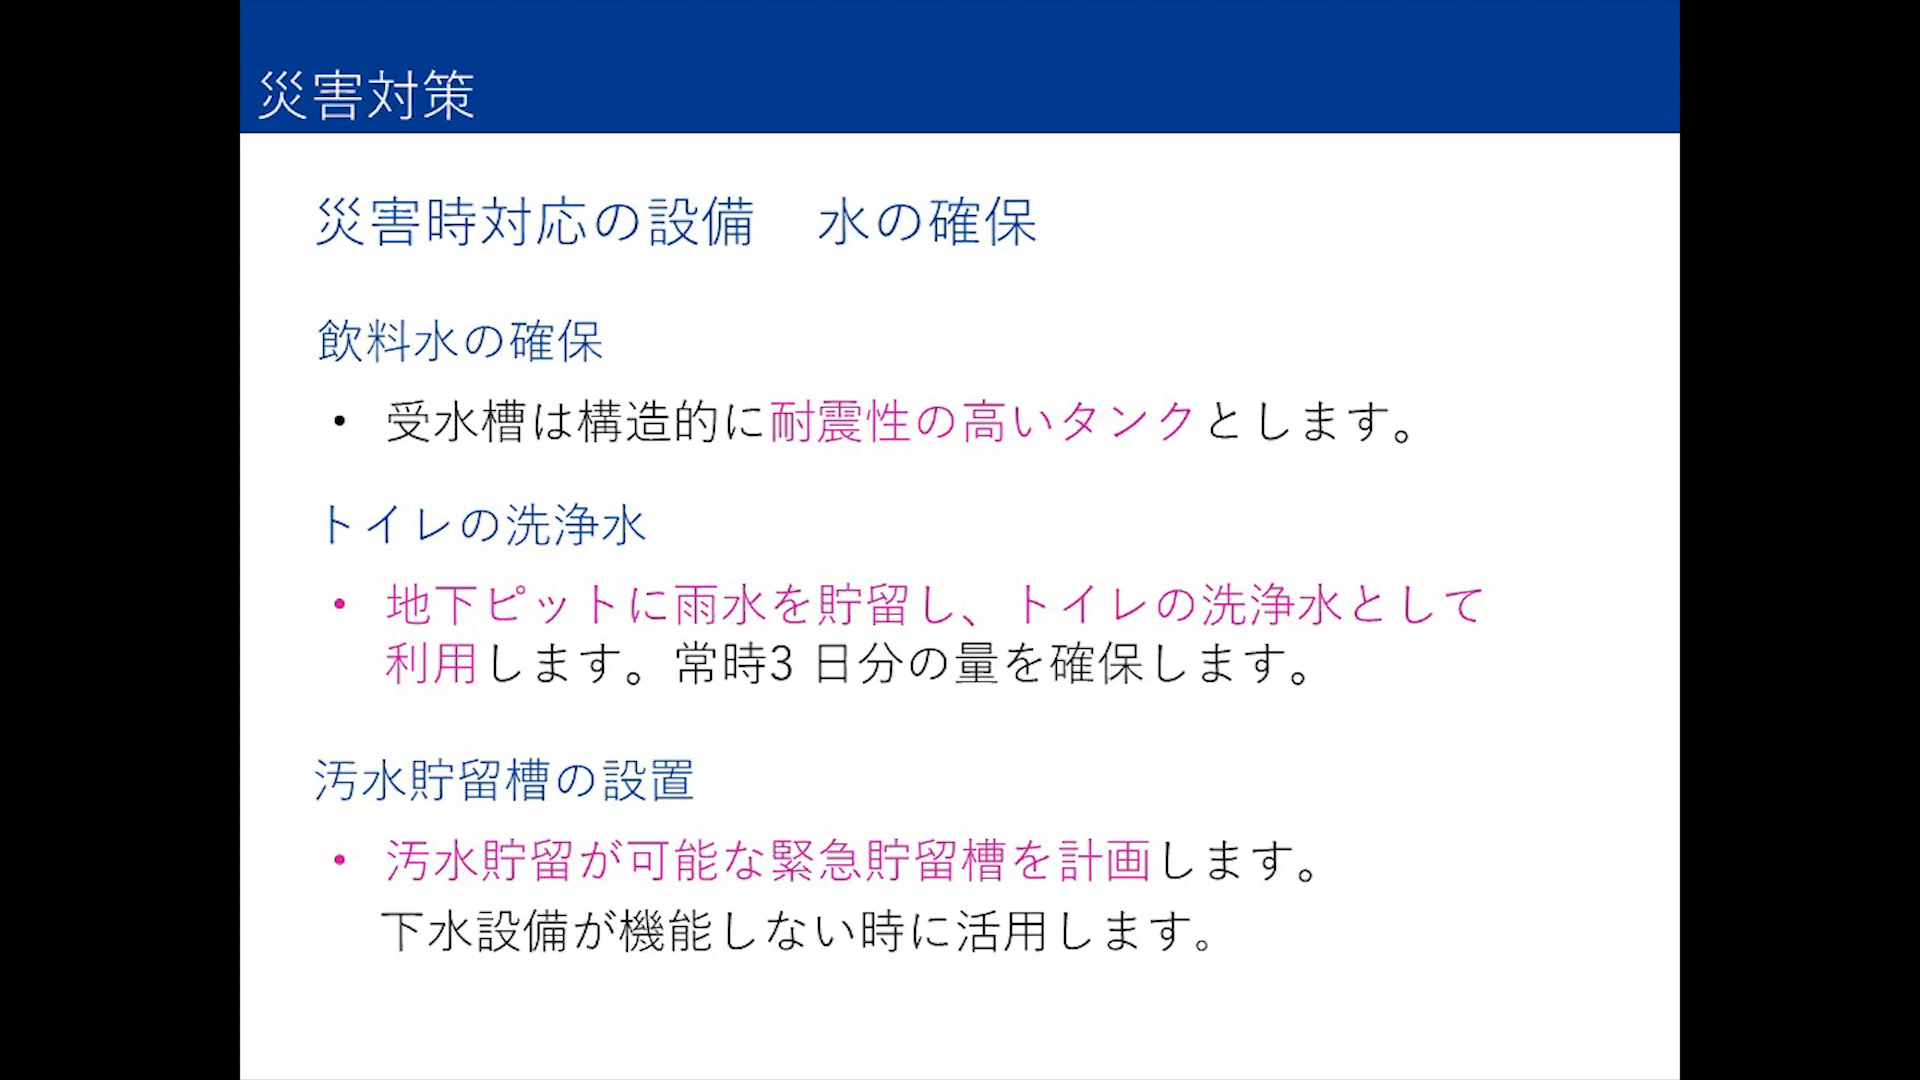 災害対策
災害時対応の設備　水の確保
飲料水の確保
• 受水槽は構造的に耐震性の高いタンクとします。
トイレの洗浄水
• 地下ピットに雨水を貯留し、トイレの洗浄水として
利用します。常時3 日分の量を確保します。
汚水貯留槽の設置
• 汚水貯留が可能な緊急貯留槽を計画します。
下水設備が機能しない時に活用します。